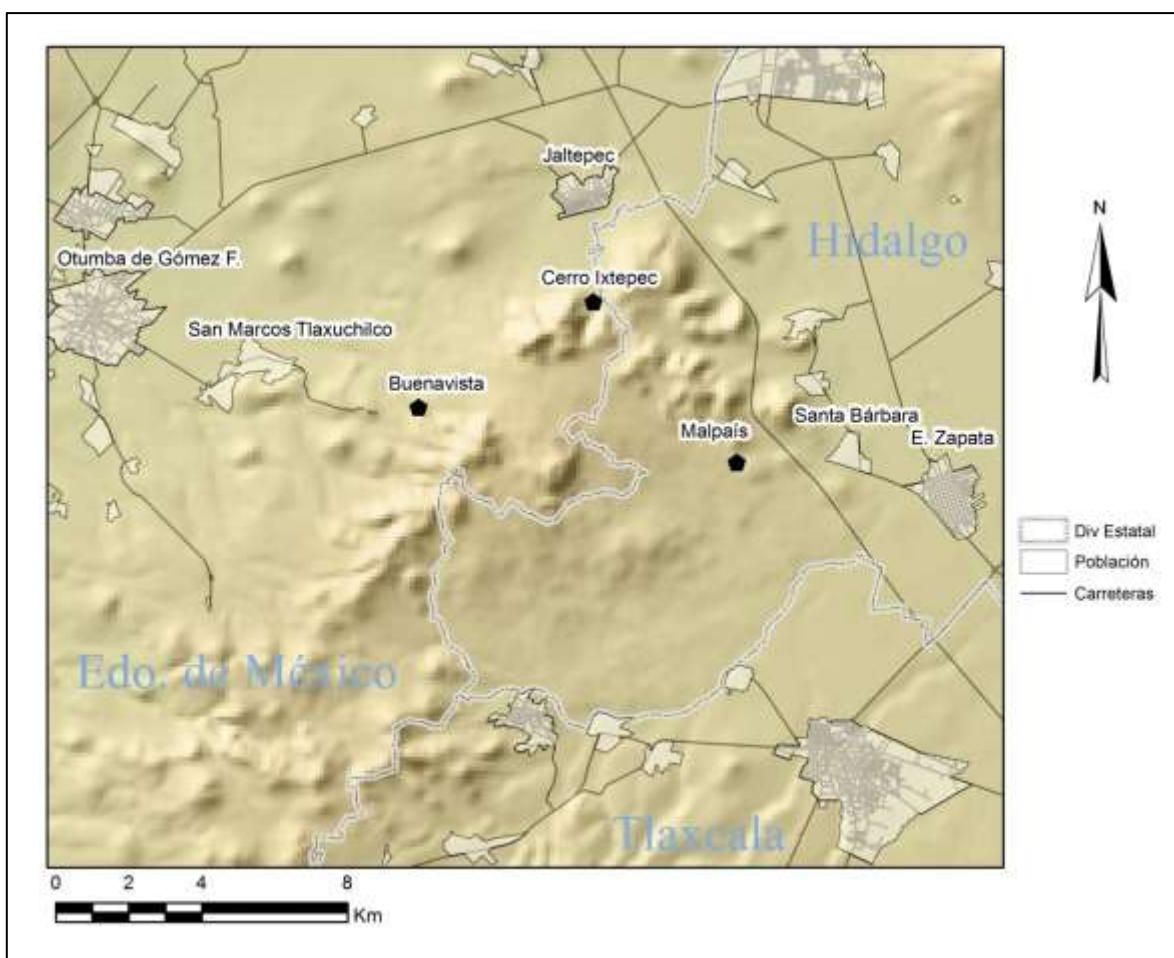 Jaltepec
Hidalgo
Otumba de Gómez F.
Cerro Ixtepec
San Marcos Tlaxuchilco
Buenavista
Malpaís
Santa Bárbara
E. Zapata
Edo. de México
Tlaxcala
N
Div Estatal
Población
Carreteras
0 2 4 8
Km